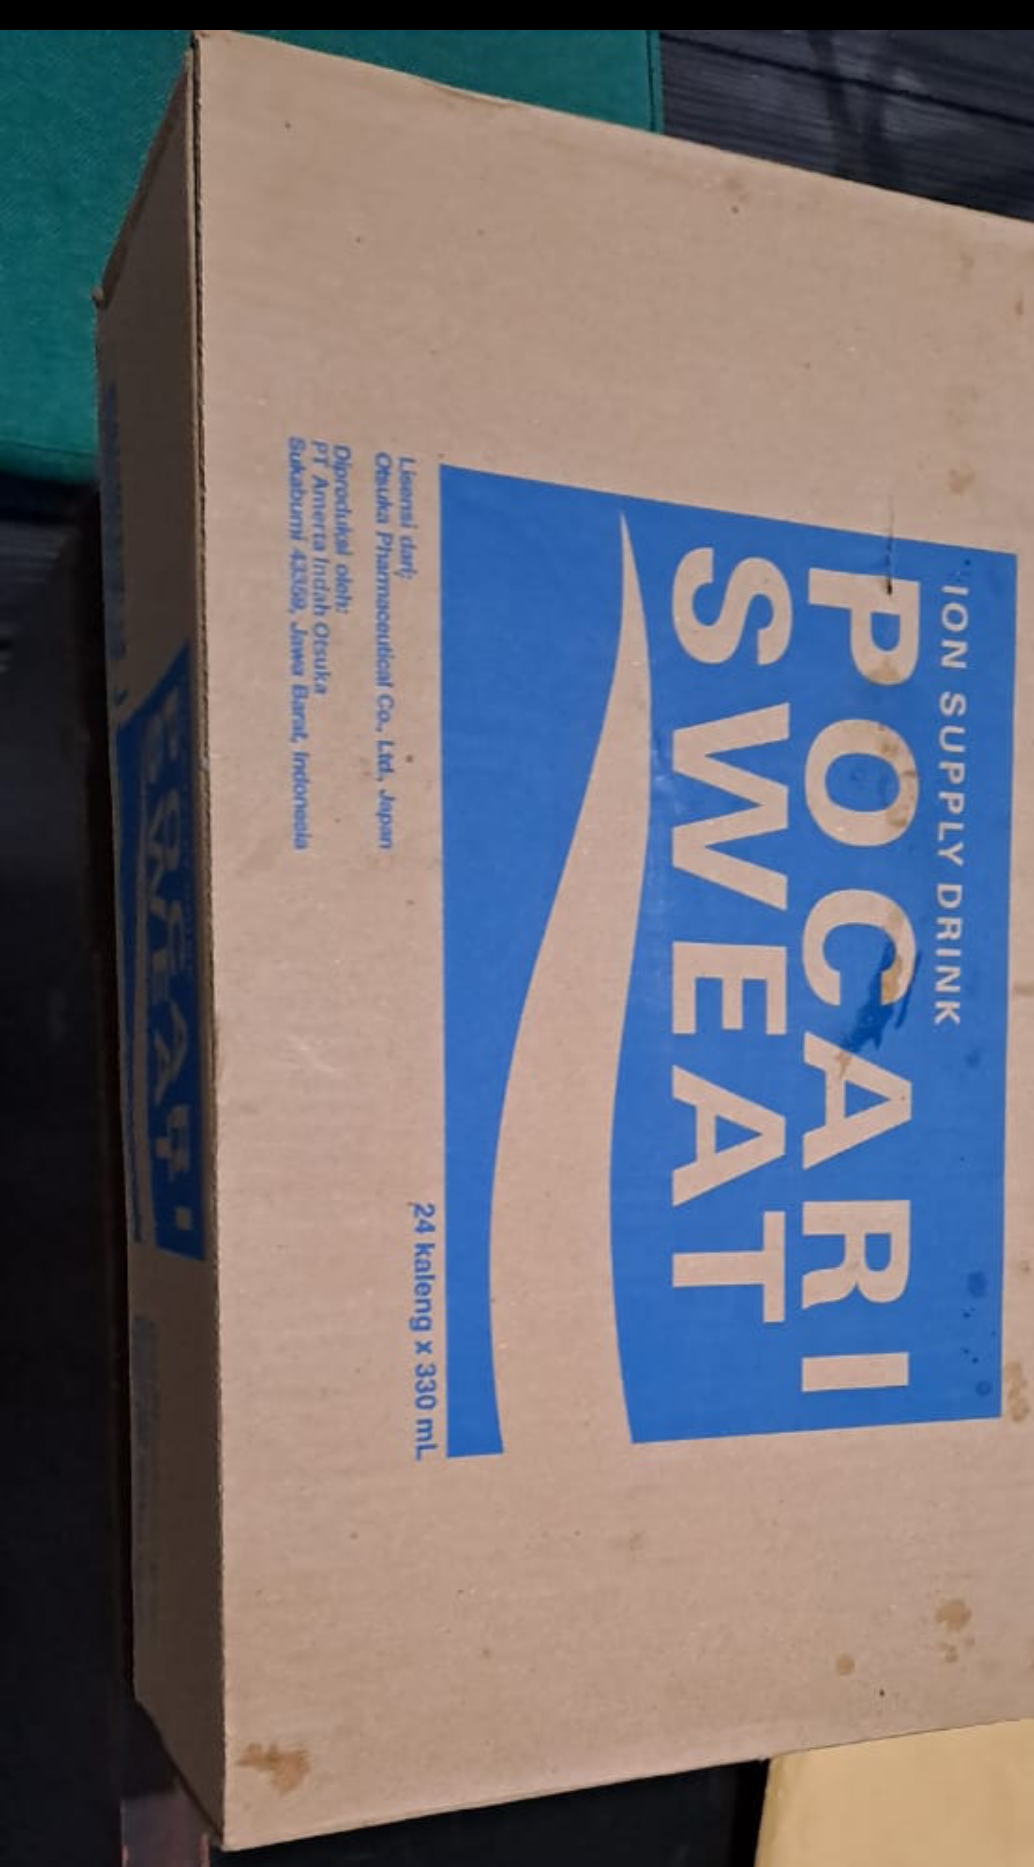 ION SUPPLY DRINK
POCARI
SWEAT
24 kaleng x 330 mL
Lisensi dari:
Otsuka Pharmaceutical Co., Ltd., Japan
Diproduksi oleh:
PT Amerta Indah Otsuka
Sukabumi 43359, Jawa Barat, Indonesia
POCARI
SWEAT